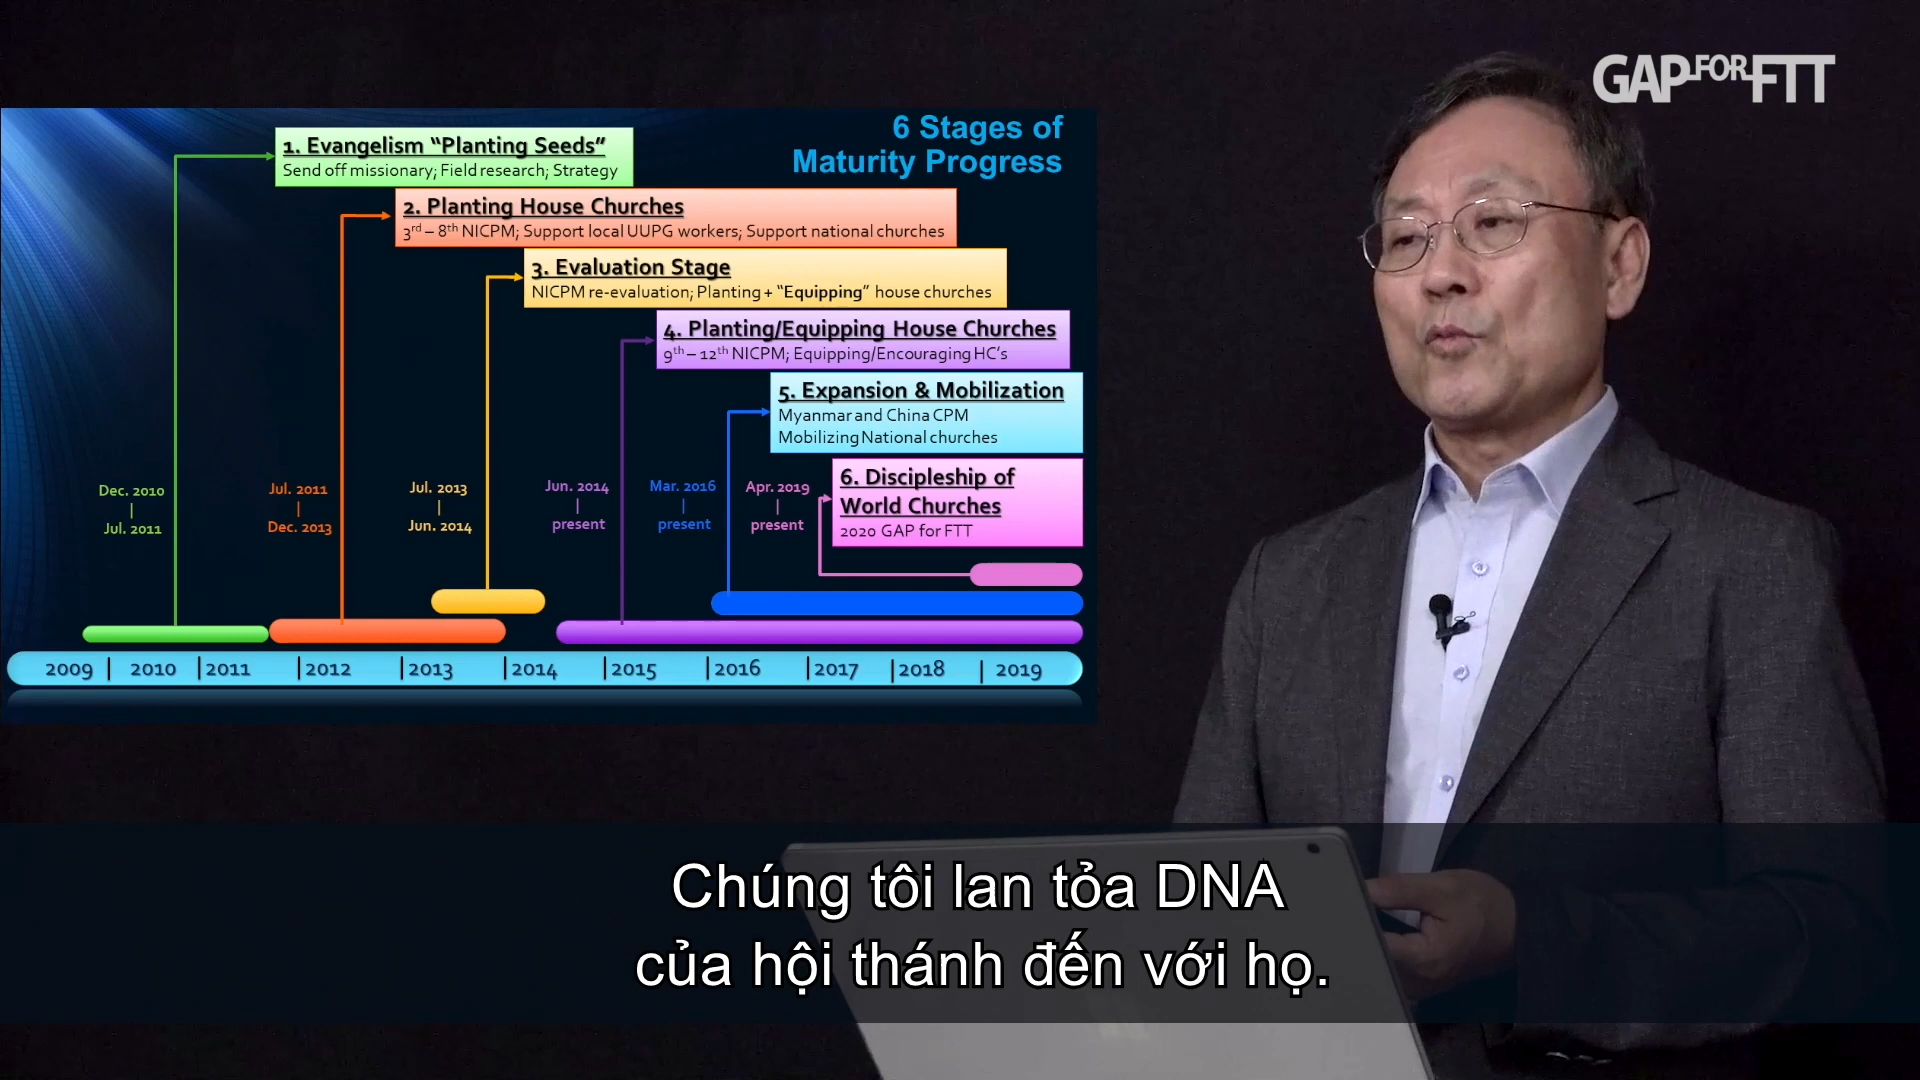 GAP FOR FTT
6 Stages of
Maturity Progress
1. Evangelism “Planting Seeds”
Send off missionary; Field research; Strategy
2. Planting House Churches
3rd – 8th NICPM; Support local UUPG workers; Support national churches
3. Evaluation Stage
NICPM re-evaluation; Planting + “Equipping” house churches
4. Planting/Equipping House Churches
9th – 12th NICPM; Equipping/Encouraging HC’s
5. Expansion & Mobilization
Myanmar and China CPM
Mobilizing National churches
6. Discipleship of
World Churches
2020 GAP for FTT
Dec. 2010
|
Jul. 2011
Jul. 2011
|
Dec. 2013
Jul. 2013
|
Jun. 2014
Jun. 2014
|
present
Mar. 2016
|
present
Apr. 2019
|
present
2009 | 2010 | 2011 | 2012 | 2013 | 2014 | 2015 | 2016 | 2017 | 2018 | 2019
Chúng tôi lan tỏa DNA
của hội thánh đến với họ.